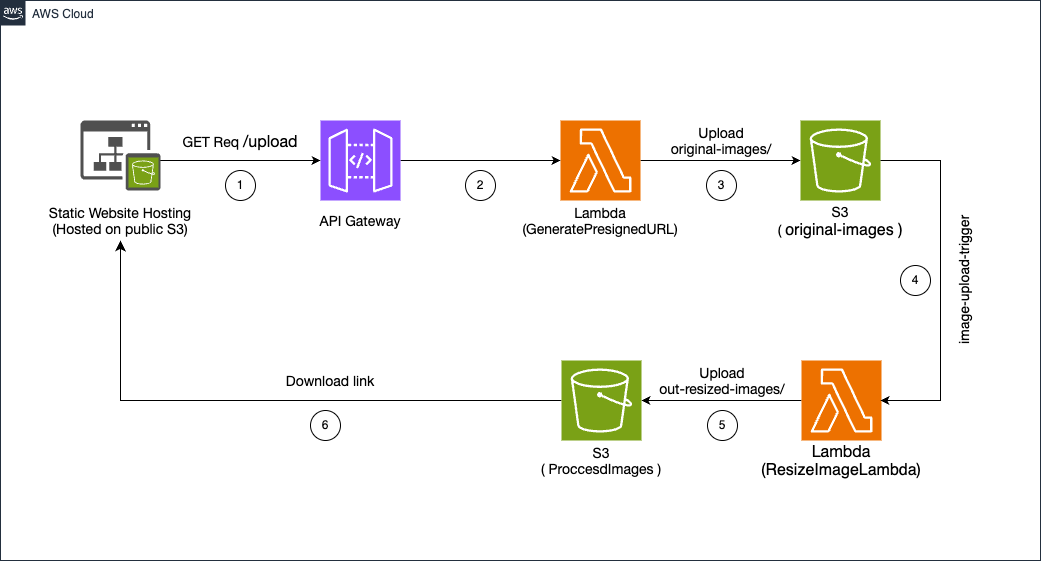 aws
AWS Cloud
GET Req /upload
1
2
Upload
original-images/
3
Static Website Hosting
(Hosted on public S3)
API Gateway
Lambda
(GeneratePresignedURL)
S3
( original-images )
4
image-upload-trigger
Download link
6
Upload
out-resized-images/
5
S3
( ProccesdImages )
Lambda
(ResizeImageLambda)